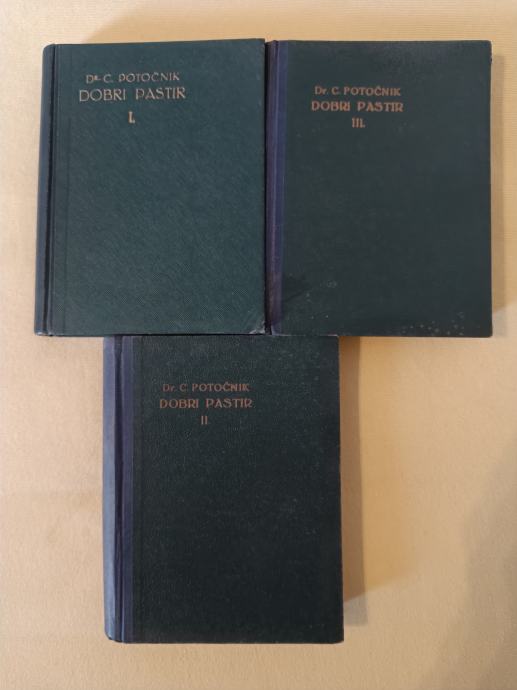 DR. C. POTOČNIK
DOBRI PASTIR
I.
Dr. C. POTOČNIK
DOBRI PASTIR
III.
Dr. C. POTOČNIK
DOBRI PASTIR
II.